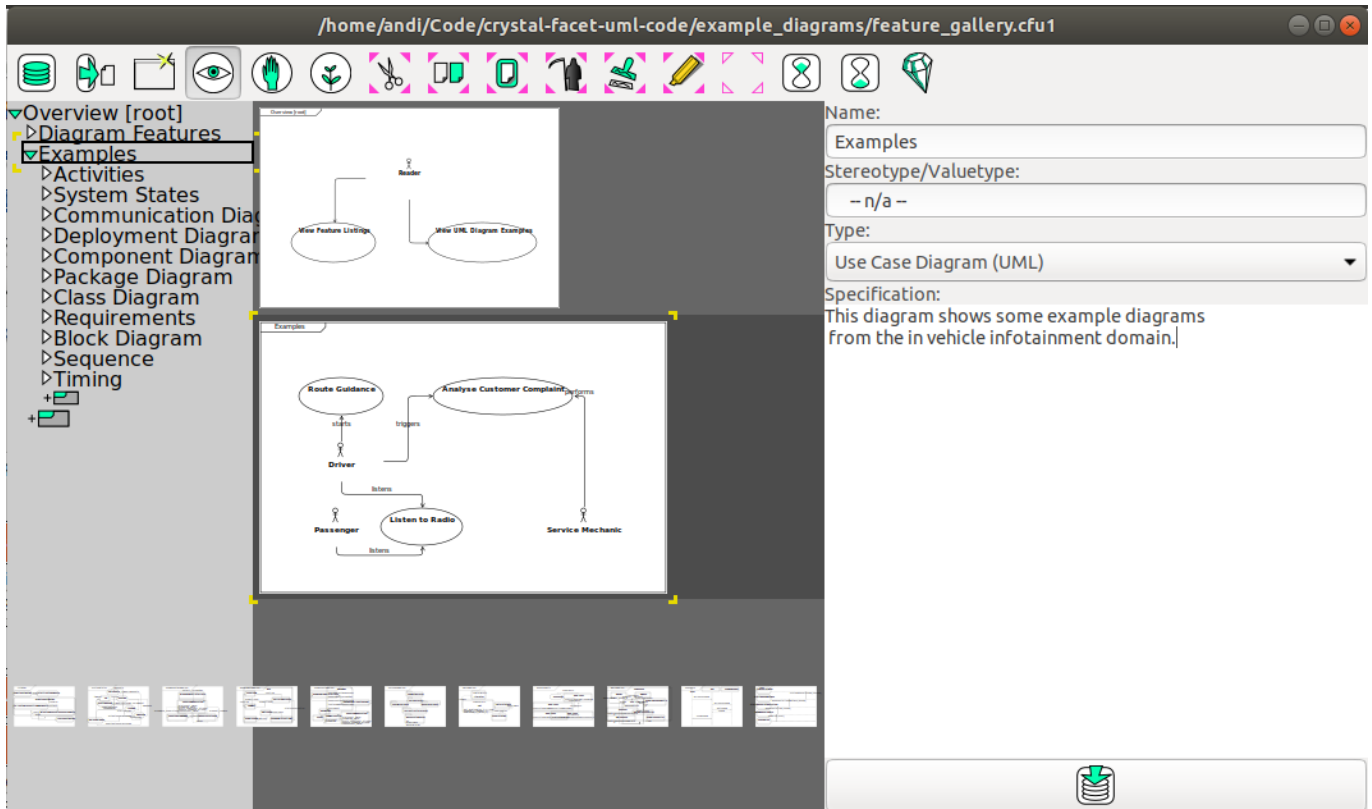 /home/andi/Code/crystal-facet-uml-code/example_diagrams/feature_gallery.cfu1
Overview [root]
Diagram Features
Examples
Activities
System States
Communication Diag
Deployment Diagrar
Component Diagram
Package Diagram
Class Diagram
Requirements
Block Diagram
Sequence
Timing
+
+
Overview [root]
Reader
View Feature Listings
View UML Diagram Examples
Examples
Route Guidance
Analyse Customer Complaint
performs
starts
triggers
Driver
listens
Listen to Radio
Passenger
Service Mechanic
listens
Name:
Examples
Stereotype/Valuetype:
-- n/a --
Type:
Use Case Diagram (UML)
Specification:
This diagram shows some example diagrams
from the in vehicle infotainment domain.